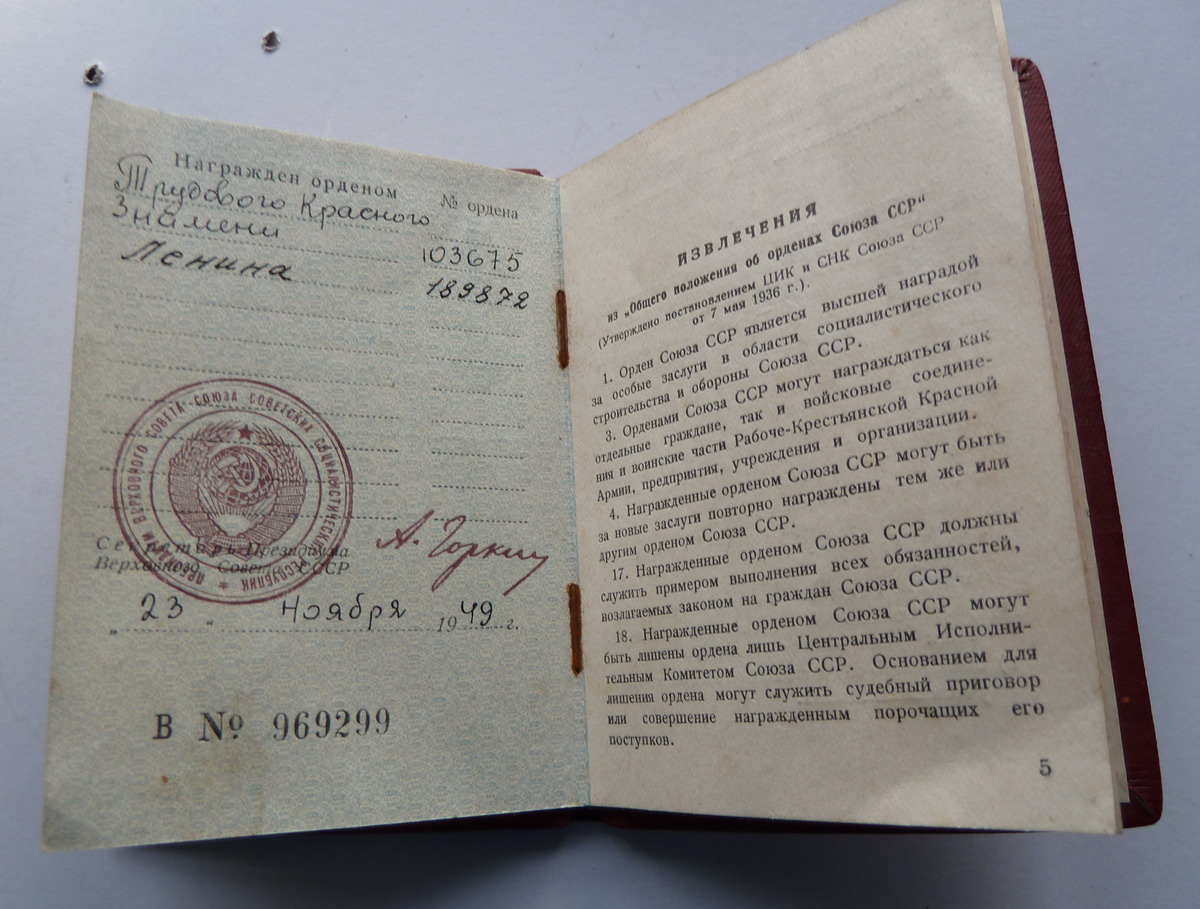 Награжден орденом
№ ордена
Трудового Красного
Знамени
103675
Ленина
189872
ВЕРХОВНОГО СОВЕТА СОЮЗА СОВЕТСКИХ СОЦИАЛИСТИЧЕСКИХ
Секретарь Президиума
Верховного Совета СССР
А. Горкин
„ 23 „ Ноября 1949 г.
В № 969299
ИЗВЛЕЧЕНИЯ
из „Общего положения об орденах Союза ССР“
(Утверждено постановлением ЦИК и СНК Союза ССР
от 7 мая 1936 г.).
1. Орден Союза ССР является высшей наградой
за особые заслуги в области социалистического
строительства и обороны Союза ССР.
3. Орденами Союза ССР могут награждаться как
отдельные граждане, так и войсковые соедине-
ния и воинские части Рабоче-Крестьянской Красной
Армии, предприятия, учреждения и организации.
4. Награжденные орденом Союза ССР могут быть
за новые заслуги повторно награждены тем же или
другим орденом Союза ССР.
17. Награжденные орденом Союза ССР должны
служить примером выполнения всех обязанностей,
возлагаемых законом на граждан Союза ССР.
18. Награжденные орденом Союза ССР могут
быть лишены ордена лишь Центральным Исполни-
тельным Комитетом Союза ССР. Основанием для
лишения ордена могут служить судебный приговор
или совершение награжденным порочащих его
поступков.
5